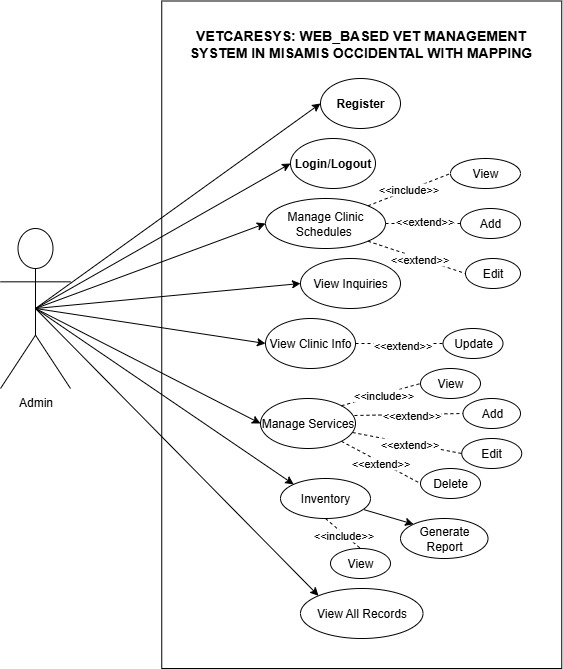 VETCARESYS: WEB_BASED VET MANAGEMENT
SYSTEM IN MISAMIS OCCIDENTAL WITH MAPPING
Register
Login/Logout
Manage Clinic
Schedules
<<include>>
View
<<extend>>
Add
<<extend>>
Edit
View Inquiries
View Clinic Info
<<extend>>
Update
Admin
Manage Services
<<include>>
View
<<extend>>
Add
<<extend>>
Edit
<<extend>>
Delete
Inventory
Generate
Report
<<include>>
View
View All Records